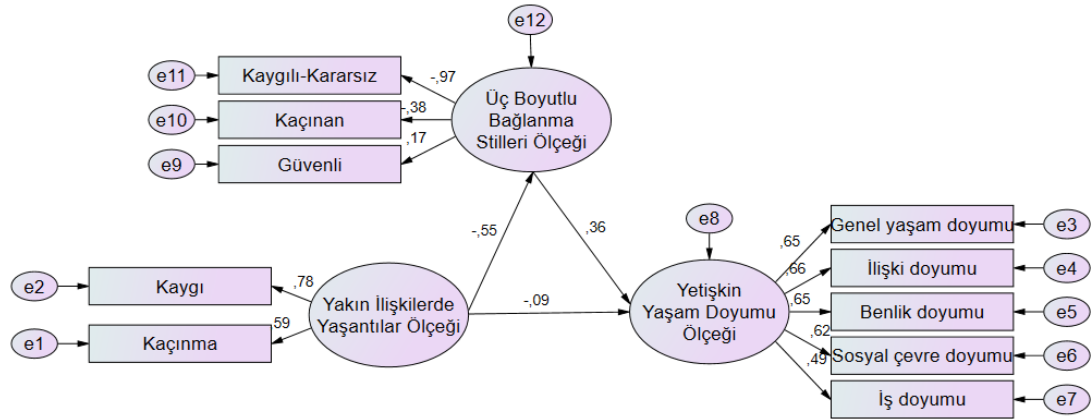 e12
e11
Kaygılı-Kararsız
-,97
Üç Boyutlu
Bağlanma
Stilleri Ölçeği
e10
Kaçınan
-,38
e9
Güvenli
,17
-,55
,36
e8
Genel yaşam doyumu
e3
,65
İlişki doyumu
e4
,66
e2
Kaygı
,78
Yakın İlişkilerde
Yaşantılar Ölçeği
-,09
Yetişkin
Yaşam Doyumu
Ölçeği
,65
Benlik doyumu
e5
e1
Kaçınma
59
,62
Sosyal çevre doyumu
e6
,49
İş doyumu
e7